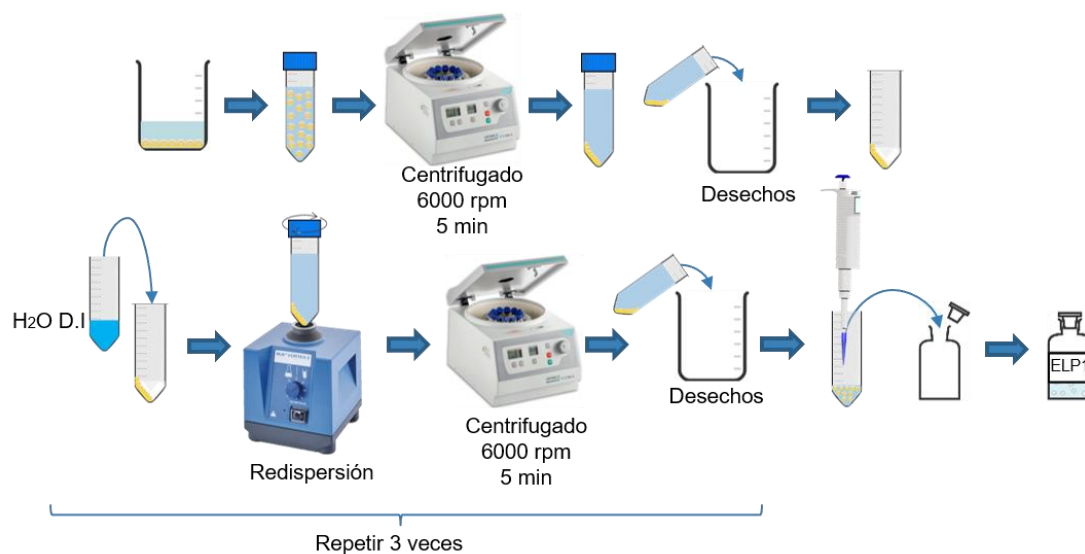 Centrifugado
6000 rpm
5 min
Desechos
H2O D.I
Redispersión
Centrifugado
6000 rpm
5 min
Desechos
ELP1
Repetir 3 veces